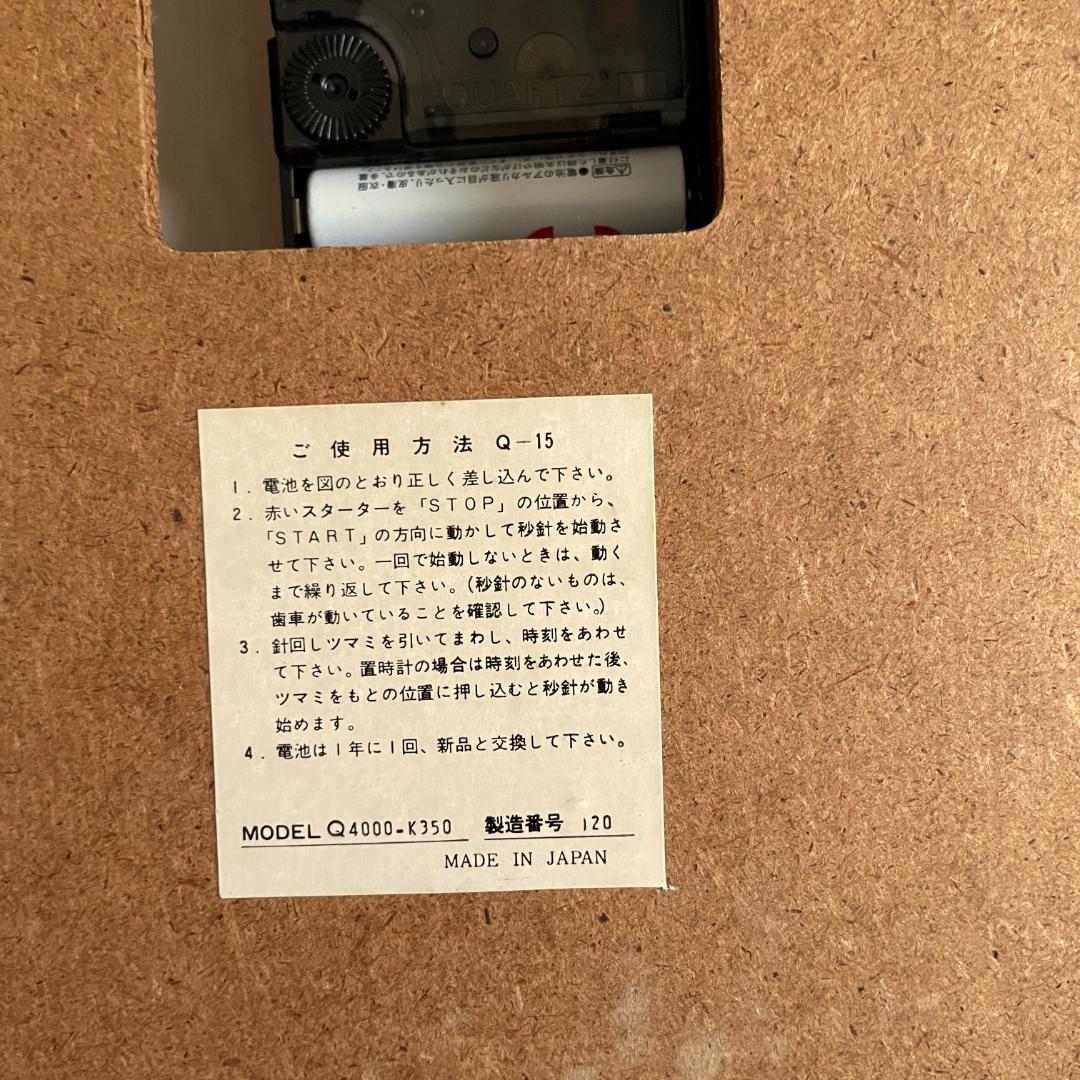 QUARTZ
ご使用方法 Q-15
1. 電池を図のとおり正しく差し込んで下さい。
2. 赤いスターターを「STOP」の位置から、
「START」の方向に動かして秒針を始動さ
せて下さい。一回で始動しないときは、動く
まで繰り返して下さい。(秒針のないものは、
歯車が動いていることを確認して下さい。)
3. 針回しツマミを引いてまわし、時刻をあわせ
て下さい。置時計の場合は時刻をあわせた後、
ツマミをもとの位置に押し込むと秒針が動き
始めます。
4. 電池は1年に1回、新品と交換して下さい。
MODEL Q4000-K350 製造番号 120
MADE IN JAPAN